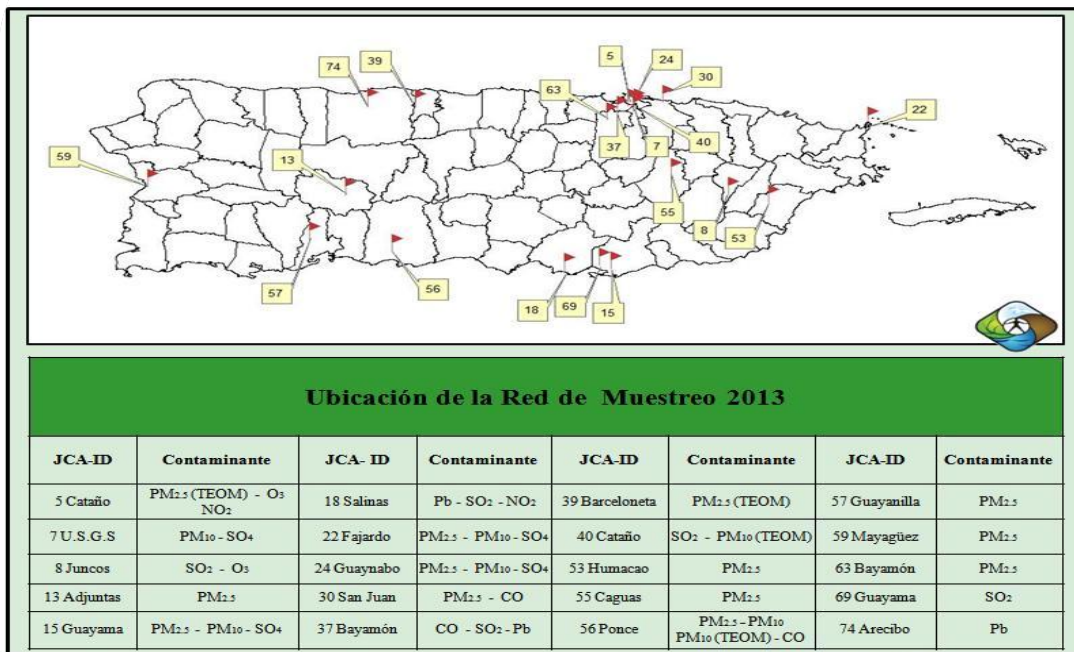 5
24
74
39
30
63
22
59
13
37
7
40
55
8
53
57
56
18
69
15
Ubicación de la Red de Muestreo 2013
JCA-ID Contaminante JCA- ID Contaminante JCA-ID Contaminante JCA-ID Contaminante
5 Cataño PM2.5 (TEOM) - O3 NO2 18 Salinas Pb - SO2 - NO2 39 Barceloneta PM2.5 (TEOM) 57 Guayanilla PM2.5
7 U.S.G.S PM10 - SO4 22 Fajardo PM2.5 - PM10 - SO4 40 Cataño SO2 - PM10 (TEOM) 59 Mayagüez PM2.5
8 Juncos SO2 - O3 24 Guaynabo PM2.5 - PM10 - SO4 53 Humacao PM2.5 63 Bayamón PM2.5
13 Adjuntas PM2.5 30 San Juan PM2.5 - CO 55 Caguas PM2.5 69 Guayama SO2
15 Guayama PM2.5 - PM10 - SO4 37 Bayamón CO - SO2 - Pb 56 Ponce PM2.5 - PM10 PM10 (TEOM) - CO 74 Arecibo Pb